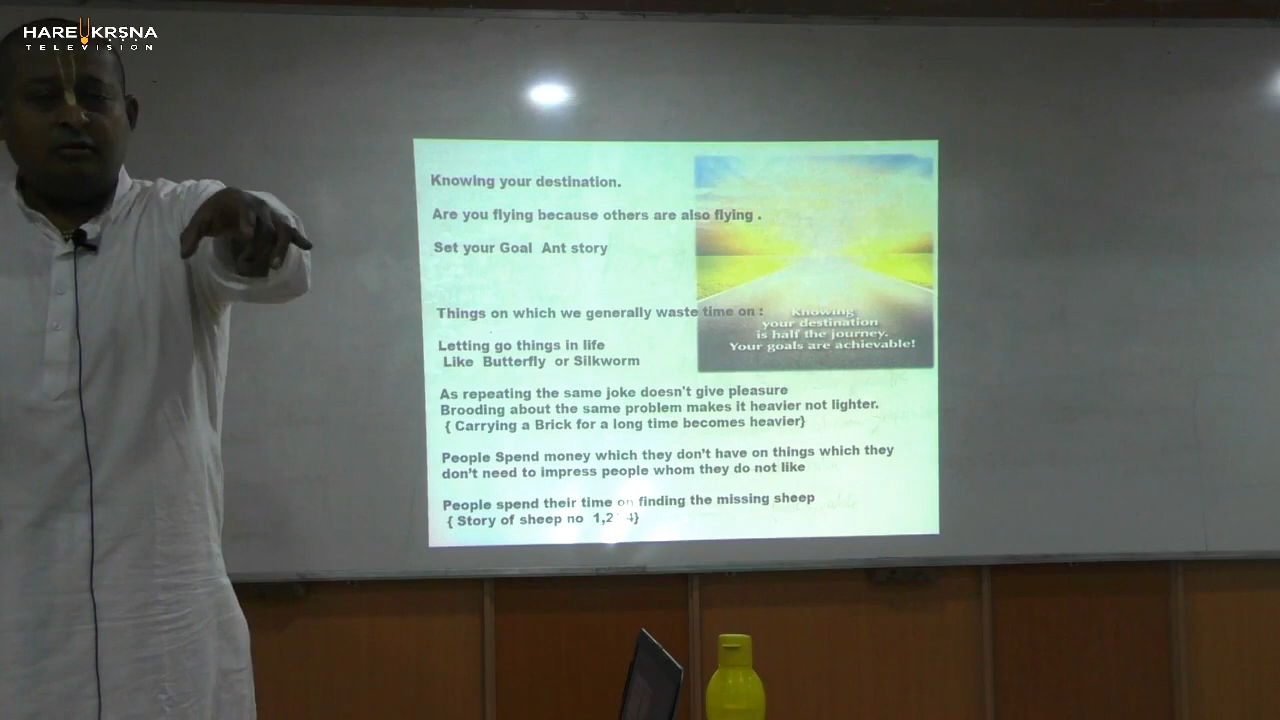 HARE KRSNA
TELEVISION
Knowing your destination.
Are you flying because others are also flying .
Set your Goal Ant story
Things on which we generally waste time on :
Letting go things in life
Like Butterfly or Silkworm
As repeating the same joke doesn't give pleasure
Brooding about the same problem makes it heavier not lighter.
{ Carrying a Brick for a long time becomes heavier}
People Spend money which they don't have on things which they
don't need to impress people whom they do not like
People spend their time on finding the missing sheep
{ Story of sheep no 1,2 4}
Knowing
your destination
is half the journey.
Your goals are achievable!